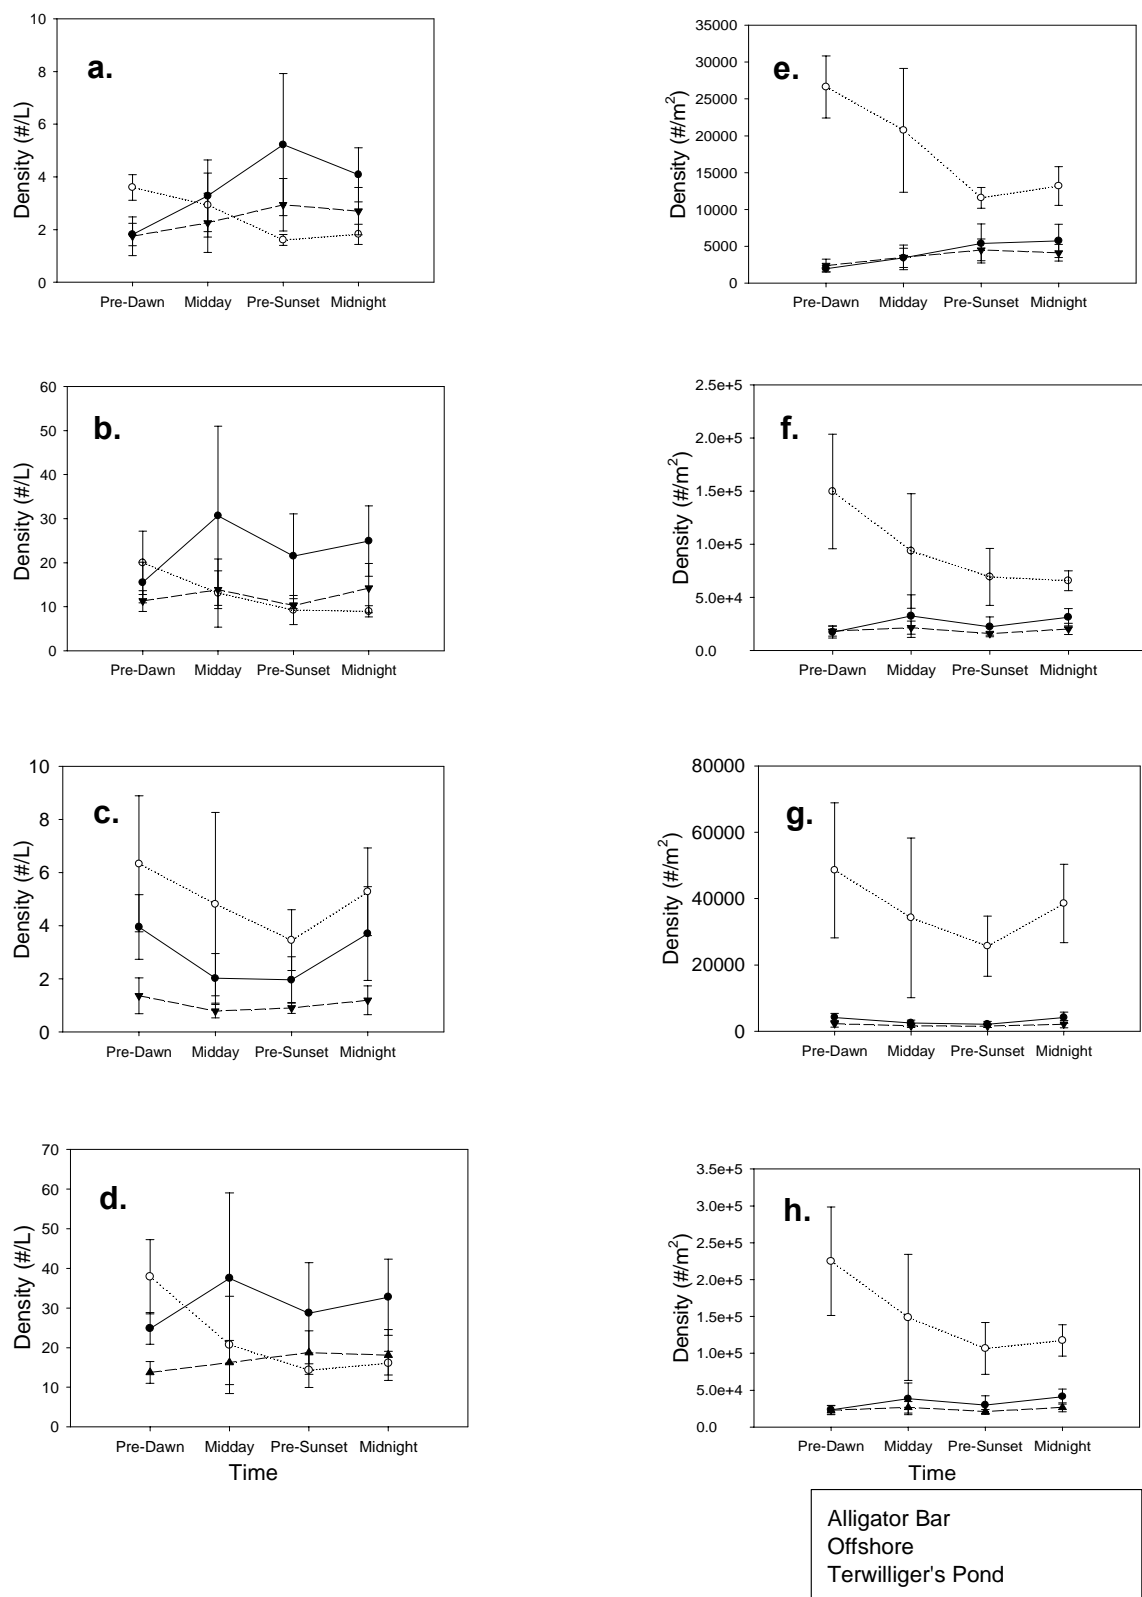 10
8
6
4
2
0
Density (#/L)
a.
Pre-Dawn Midday Pre-Sunset Midnight
35000
30000
25000
20000
15000
10000
5000
0
Density (#/m²)
e.
Pre-Dawn Midday Pre-Sunset Midnight
60
50
40
30
20
10
0
Density (#/L)
b.
Pre-Dawn Midday Pre-Sunset Midnight
2.5e+5
2.0e+5
1.5e+5
1.0e+5
5.0e+4
0.0
Density (#/m²)
f.
Pre-Dawn Midday Pre-Sunset Midnight
10
8
6
4
2
0
Density (#/L)
c.
Pre-Dawn Midday Pre-Sunset Midnight
80000
60000
40000
20000
0
Density (#/m²)
g.
Pre-Dawn Midday Pre-Sunset Midnight
70
60
50
40
30
20
10
0
Density (#/L)
d.
Pre-Dawn Midday Pre-Sunset Midnight
Time
3.5e+5
3.0e+5
2.5e+5
2.0e+5
1.5e+5
1.0e+5
5.0e+4
0.0
Density (#/m²)
h.
Pre-Dawn Midday Pre-Sunset Midnight
Time
Alligator Bar
Offshore
Terwilliger's Pond